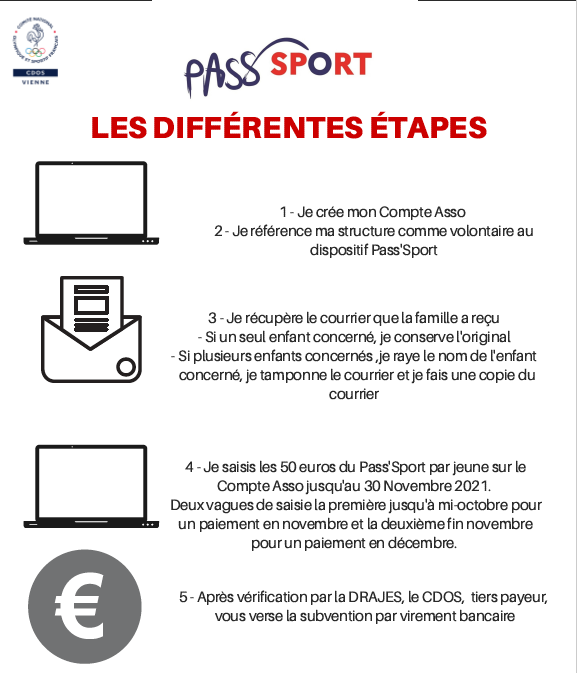 COMITÉ NATIONAL
OLYMPIQUE ET SPORTIF FRANÇAIS
CDOS
VIENNE
PASS SPORT
LES DIFFÉRENTES ÉTAPES
1 - Je crée mon Compte Asso
2 - Je référence ma structure comme volontaire au
dispositif Pass'Sport
3 - Je récupère le courrier que la famille a reçu
- Si un seul enfant concerné, je conserve l'original
- Si plusieurs enfants concernés ,je raye le nom de l'enfant
concerné, je tamponne le courrier et je fais une copie du
courrier
4 - Je saisis les 50 euros du Pass'Sport par jeune sur le
Compte Asso jusqu'au 30 Novembre 2021.
Deux vagues de saisie la première jusqu'à mi-octobre pour
un paiement en novembre et la deuxième fin novembre
pour un paiement en décembre.
€
5 - Après vérification par la DRAJES, le CDOS, tiers payeur,
vous verse la subvention par virement bancaire